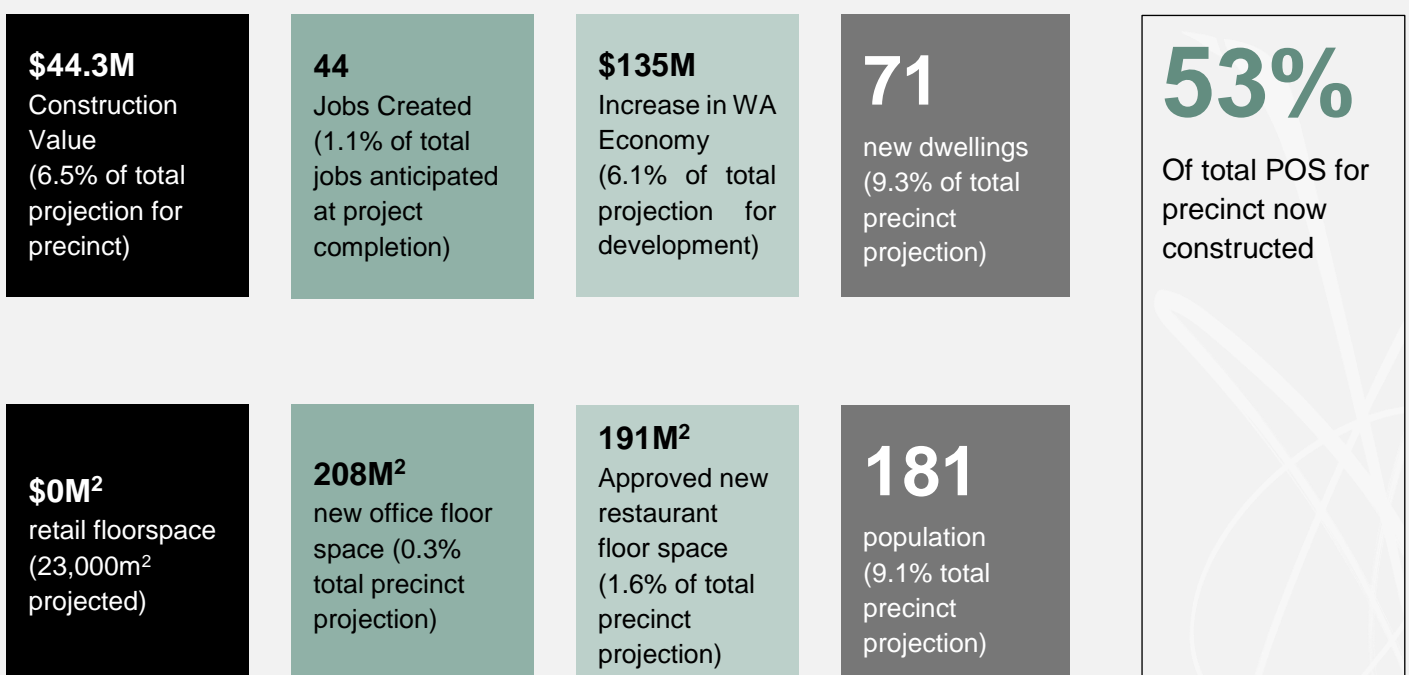 $44.3M
Construction
Value
(6.5% of total
projection for
precinct)
44
Jobs Created
(1.1% of total
jobs anticipated
at project
completion)
$135M
Increase in WA
Economy
(6.1% of total
projection for
development)
71
new dwellings
(9.3% of total
precinct
projection)
53%
Of total POS for
precinct now
constructed
$0M²
retail floorspace
(23,000m²
projected)
208M²
new office floor
space (0.3%
total precinct
projection)
191M²
Approved new
restaurant
floor space
(1.6% of total
precinct
projection)
181
population
(9.1% total
precinct
projection)